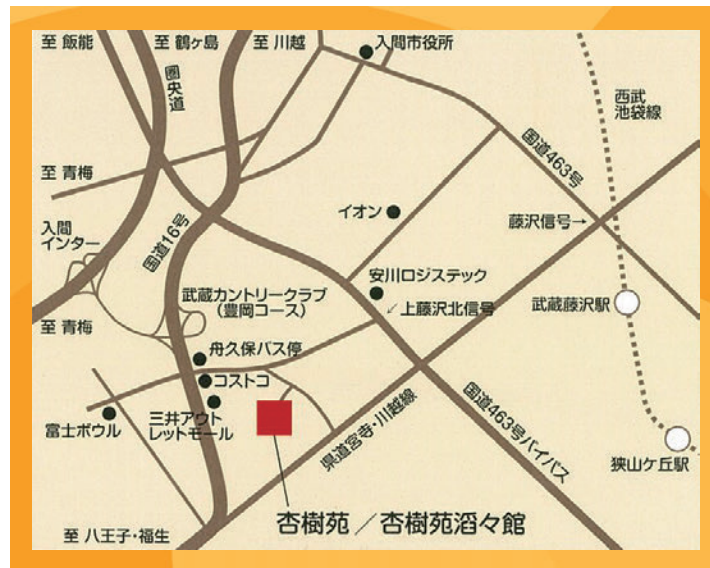 至 飯能
至 鶴ヶ島
至 川越
入間市役所
圏央道
西武
池袋線
国道463号
至 青梅
イオン
藤沢信号→
入間
インター
国道16号
安川ロジステック
武蔵カントリークラブ
(豊岡コース)
↙上藤沢北信号
武蔵藤沢駅
至 青梅
舟久保バス停
コストコ
三井アウト
レットモール
富士ボウル
県道宮寺・川越線
国道463号バイパス
狭山ケ丘駅
至 八王子・福生
杏樹苑／杏樹苑滔々館